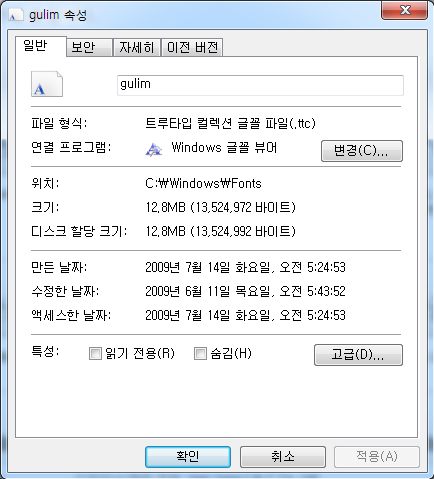 gulim 속성
일반 보안 자세히 이전 버전
A gulim
파일 형식: 트루타입 컬렉션 글꼴 파일(.ttc)
연결 프로그램: Windows 글꼴 뷰어 변경(C)...
위치: C:\Windows\Fonts
크기: 12.8MB (13,524,972 바이트)
디스크 할당 크기: 12.8MB (13,524,992 바이트)
만든 날짜: 2009년 7월 14일 화요일, 오전 5:24:53
수정한 날짜: 2009년 6월 11일 목요일, 오전 5:43:52
액세스한 날짜: 2009년 7월 14일 화요일, 오전 5:24:53
특성: 읽기 전용(R) 숨김(H) 고급(D)...
확인 취소 적용(A)